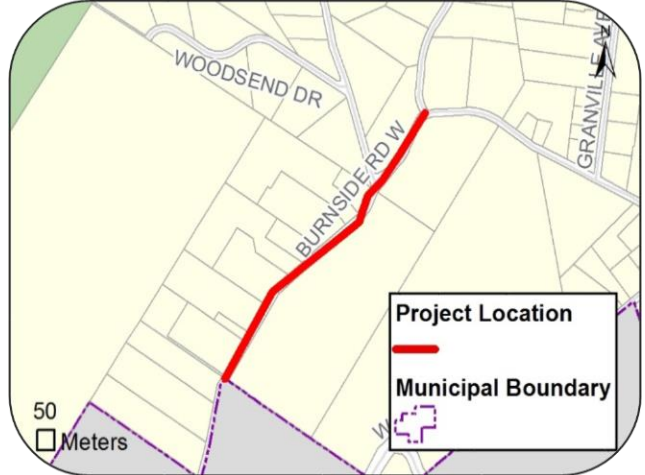 WOODSEND DR
BURNSIDE RD W
GRANVILLE AVE
N
Project Location
Municipal Boundary
50
Meters
W